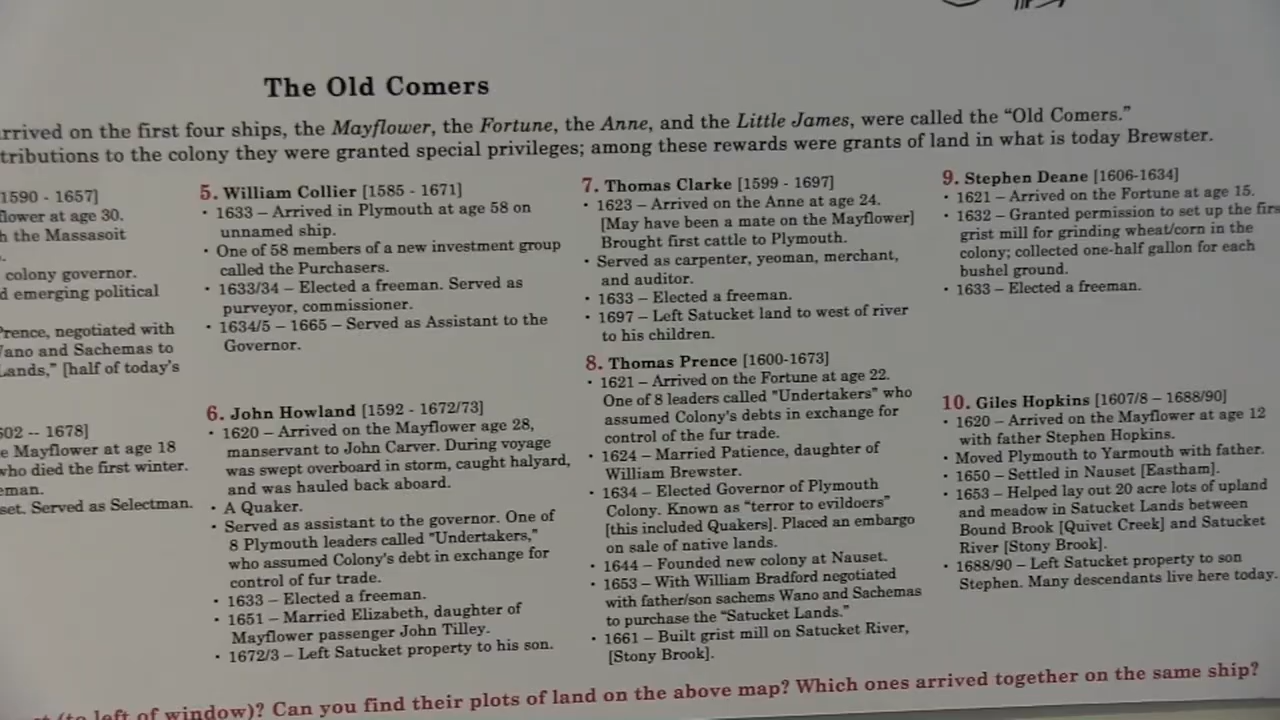 The Old Comers
rrived on the first four ships, the Mayflower, the Fortune, the Anne, and the Little James, were called the “Old Comers.”
tributions to the colony they were granted special privileges; among these rewards were grants of land in what is today Brewster.
1590 - 1657]
flower at age 30.
h the Massasoit
colony governor.
d emerging political
Prence, negotiated with
Wano and Sachemas to
Lands,” [half of today's
602 -- 1678]
e Mayflower at age 18
who died the first winter.
eman.
set. Served as Selectman.
5. William Collier [1585 - 1671]
• 1633 – Arrived in Plymouth at age 58 on
unnamed ship.
• One of 58 members of a new investment group
called the Purchasers.
• 1633/34 – Elected a freeman. Served as
purveyor, commissioner.
• 1634/5 – 1665 – Served as Assistant to the
Governor.
6. John Howland [1592 - 1672/73]
• 1620 – Arrived on the Mayflower age 28,
manservant to John Carver. During voyage
was swept overboard in storm, caught halyard,
and was hauled back aboard.
• A Quaker.
• Served as assistant to the governor. One of
8 Plymouth leaders called "Undertakers,"
who assumed Colony's debt in exchange for
control of fur trade.
• 1633 – Elected a freeman.
• 1651 – Married Elizabeth, daughter of
Mayflower passenger John Tilley.
• 1672/3 – Left Satucket property to his son.
7. Thomas Clarke [1599 - 1697]
• 1623 – Arrived on the Anne at age 24.
[May have been a mate on the Mayflower]
Brought first cattle to Plymouth.
• Served as carpenter, yeoman, merchant,
and auditor.
• 1633 – Elected a freeman.
• 1697 – Left Satucket land to west of river
to his children.
8. Thomas Prence [1600-1673]
• 1621 – Arrived on the Fortune at age 22.
One of 8 leaders called "Undertakers" who
assumed Colony's debts in exchange for
control of the fur trade.
• 1624 – Married Patience, daughter of
William Brewster.
• 1634 – Elected Governor of Plymouth
Colony. Known as “terror to evildoers”
[this included Quakers]. Placed an embargo
on sale of native lands.
• 1644 – Founded new colony at Nauset.
• 1653 – With William Bradford negotiated
with father/son sachems Wano and Sachemas
to purchase the “Satucket Lands.”
• 1661 – Built grist mill on Satucket River,
[Stony Brook].
9. Stephen Deane [1606-1634]
• 1621 – Arrived on the Fortune at age 15.
• 1632 – Granted permission to set up the firs
grist mill for grinding wheat/corn in the
colony; collected one-half gallon for each
bushel ground.
• 1633 – Elected a freeman.
10. Giles Hopkins [1607/8 – 1688/90]
• 1620 – Arrived on the Mayflower at age 12
with father Stephen Hopkins.
• Moved Plymouth to Yarmouth with father.
• 1650 – Settled in Nauset [Eastham].
• 1653 – Helped lay out 20 acre lots of upland
and meadow in Satucket Lands between
Bound Brook [Quivet Creek] and Satucket
River [Stony Brook].
• 1688/90 – Left Satucket property to son
Stephen. Many descendants live here today.
(to left of window)? Can you find their plots of land on the above map? Which ones arrived together on the same ship?